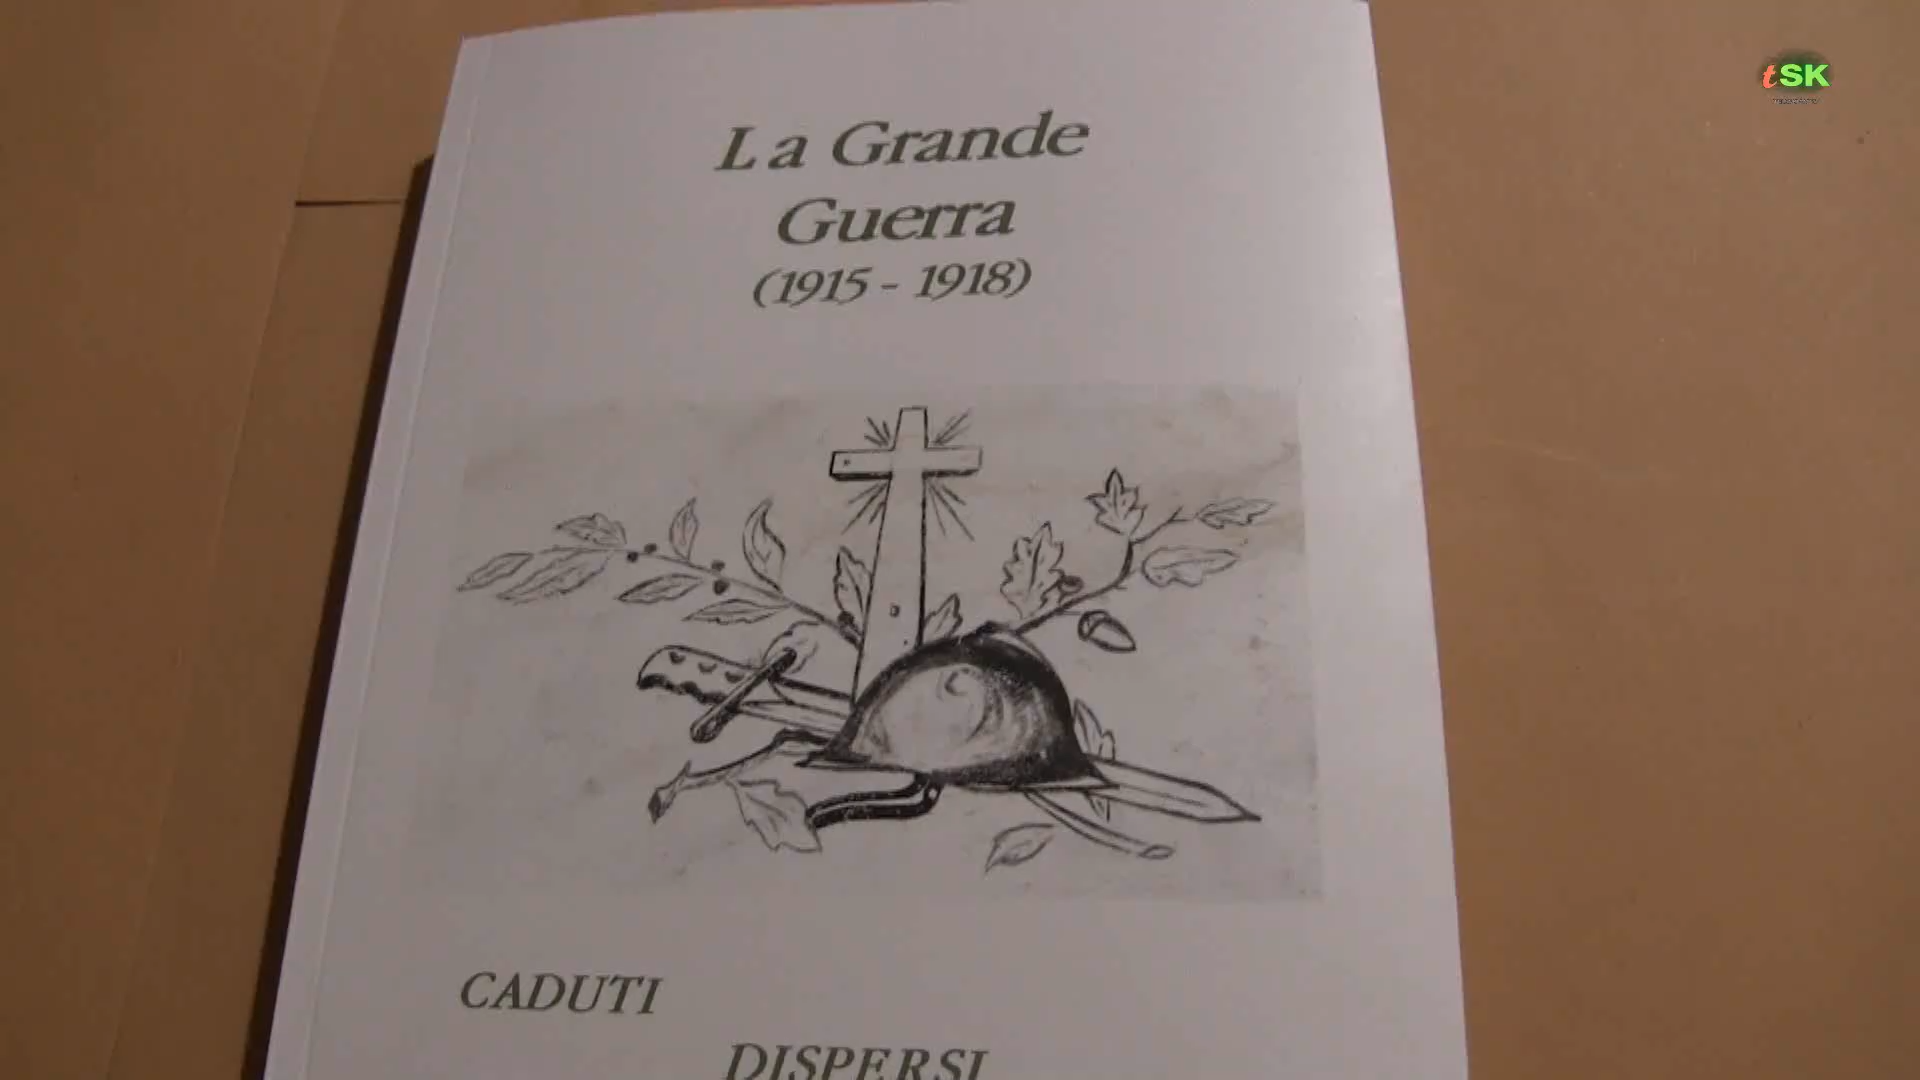 tSK
La Grande
Guerra
(1915 - 1918)
CADUTI
DISPERSI